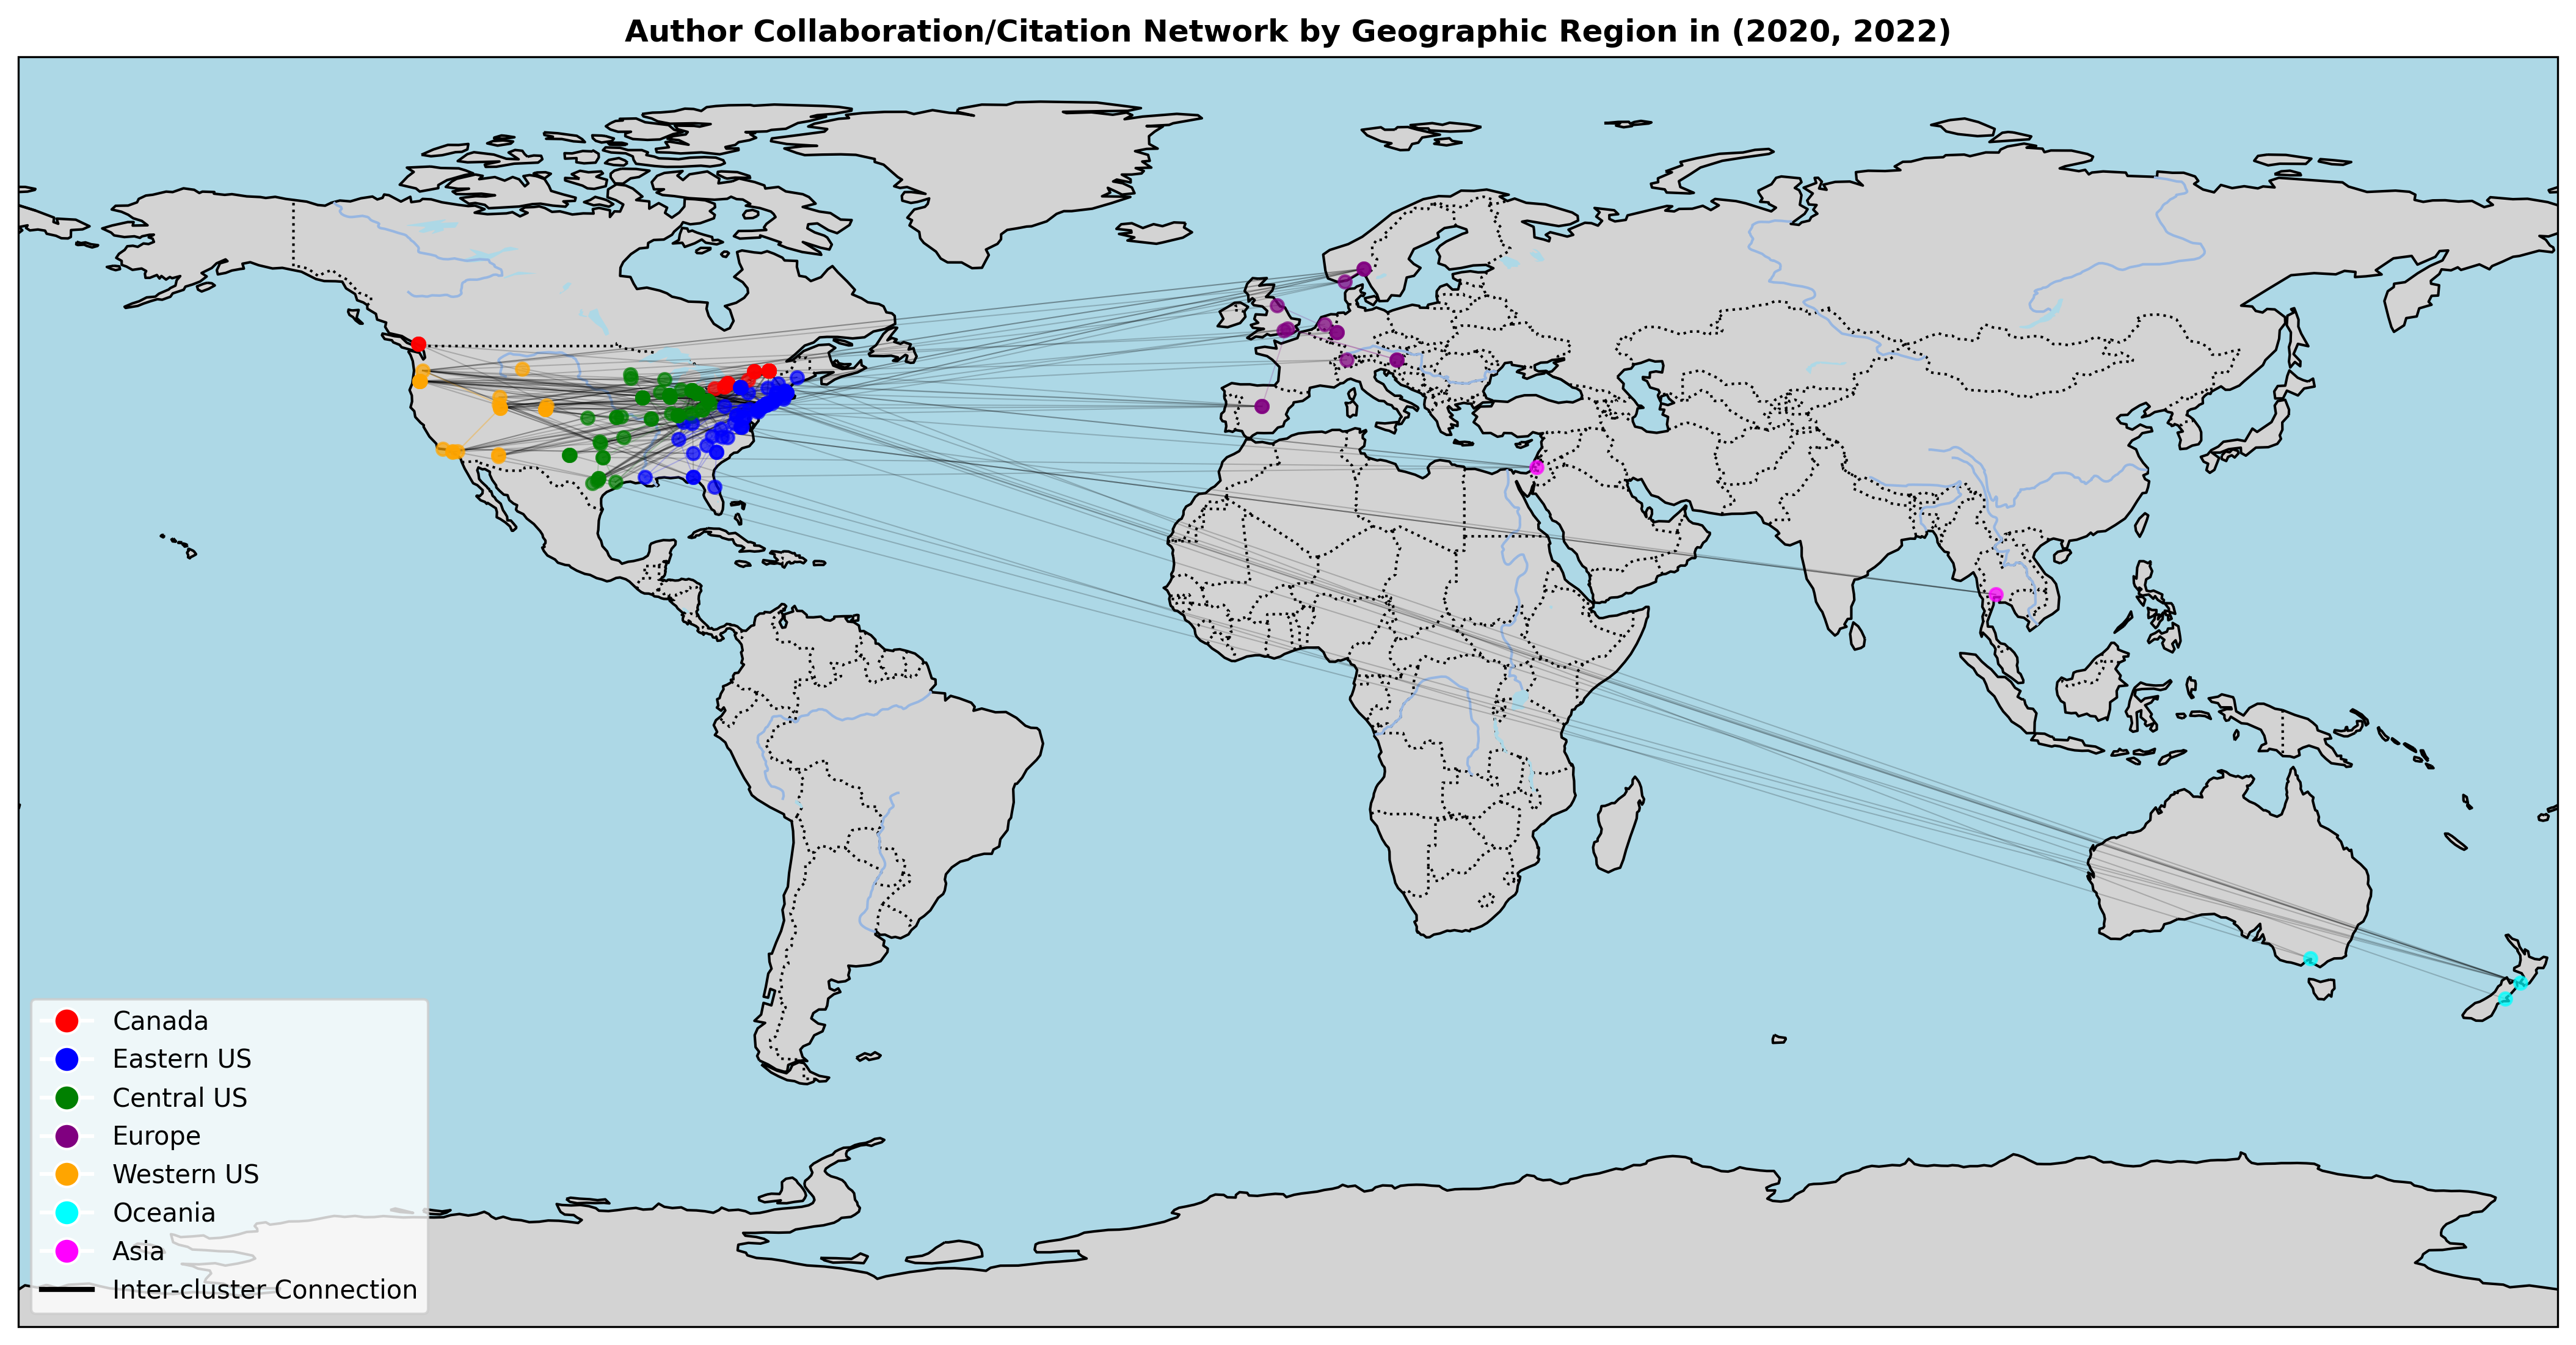 Author Collaboration/Citation Network by Geographic Region in (2020, 2022)
Canada
Eastern US
Central US
Europe
Western US
Oceania
Asia
Inter-cluster Connection